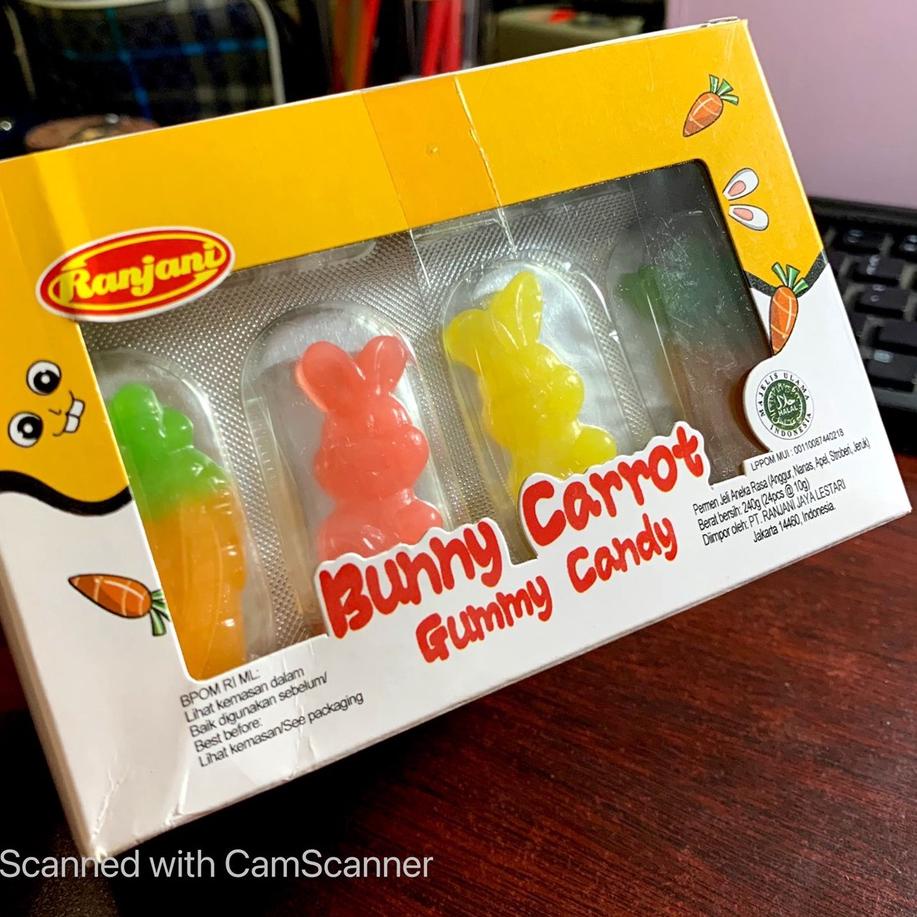 Ranjani
MAJELIS ULAMA
حلال
HALAL
INDONESIA
LPPOM MUI : 00110087440218
Bunny Carrot
Gummy Candy
Permen Jeli Aneka Rasa (Anggur, Nanas, Apel, Stroberi, Jeruk)
Berat bersih: 240g (24pcs @ 10g)
Diimpor oleh: PT. RANJANI JAYA LESTARI
Jakarta 14460, Indonesia.
BPOM RI ML:
Lihat kemasan dalam
Baik digunakan sebelum/
Best before:
Lihat kemasan/See packaging
Scanned with CamScanner